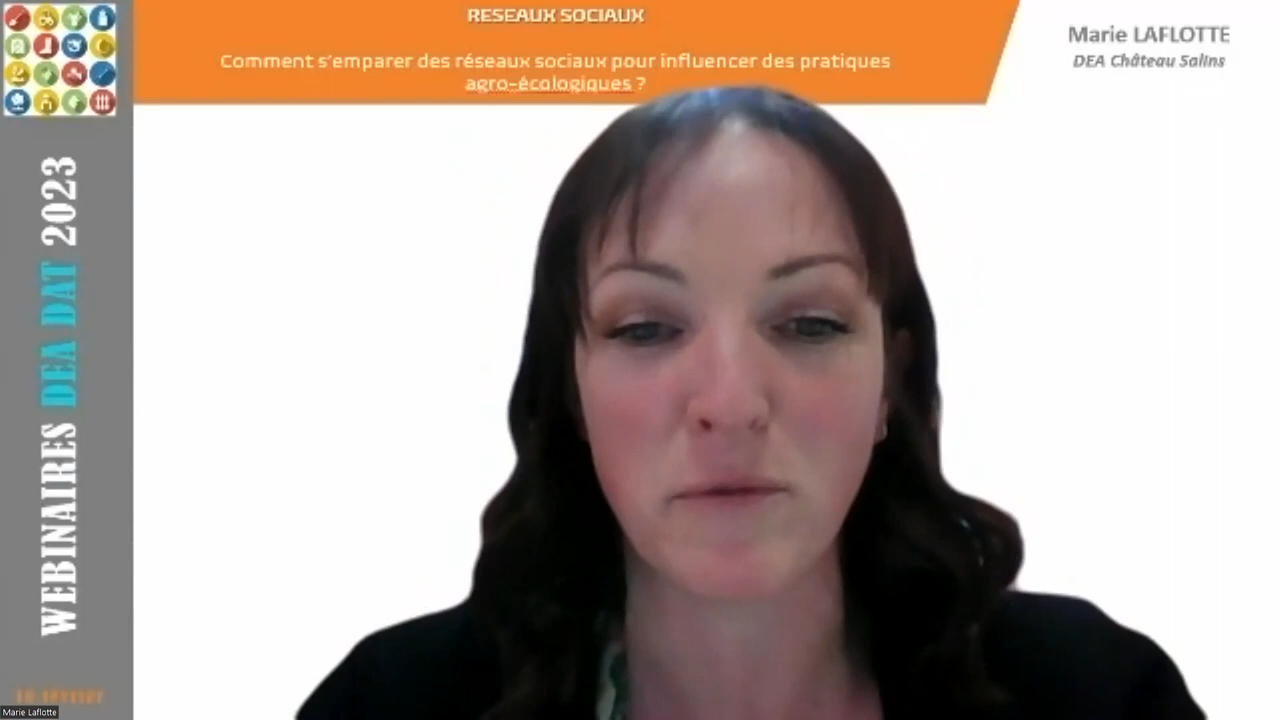 RESEAUX SOCIAUX
Comment s'emparer des réseaux sociaux pour influencer des pratiques
agro-écologiques ?
Marie LAFLOTTE
DEA Château Salins
WEBINAIRES DEA DAT 2023
Marie Laflotte